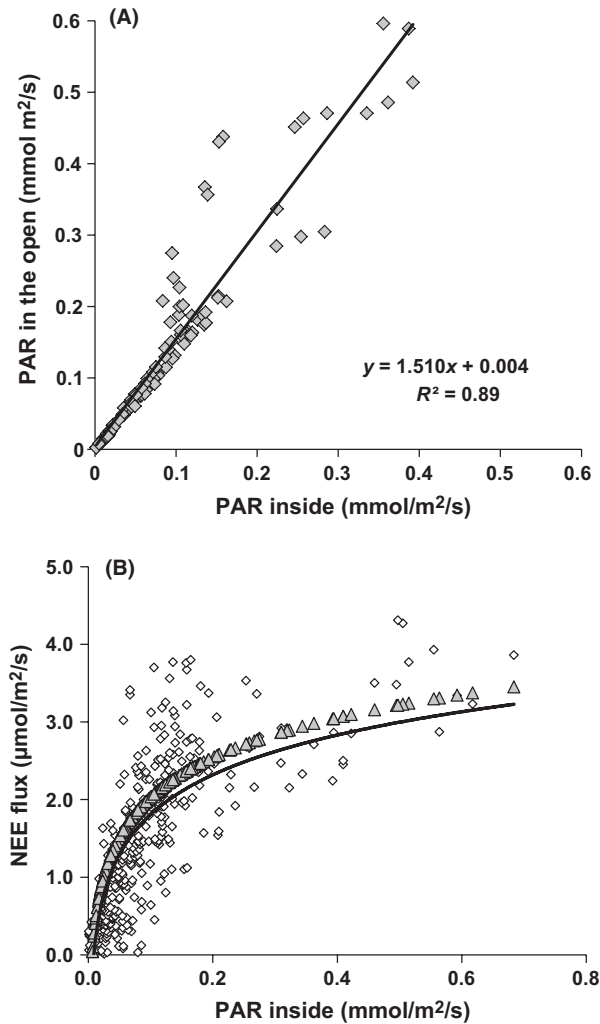 (A)
PAR in the open (mmol m²/s)
0.6
0.5
0.4
0.3
0.2
0.1
0
y = 1.510x + 0.004
R² = 0.89
0 0.1 0.2 0.3 0.4 0.5 0.6
PAR inside (mmol/m²/s)
(B)
NEE flux (µmol/m²/s)
5.0
4.0
3.0
2.0
1.0
0.0
0.0 0.2 0.4 0.6 0.8
PAR inside (mmol/m²/s)